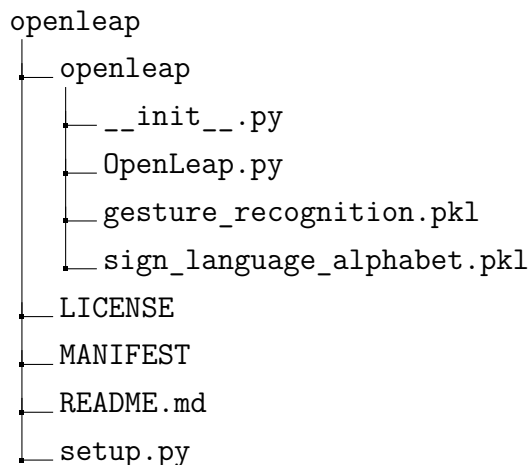 openleap
openleap
__init__.py
OpenLeap.py
gesture_recognition.pkl
sign_language_alphabet.pkl
LICENSE
MANIFEST
README.md
setup.py